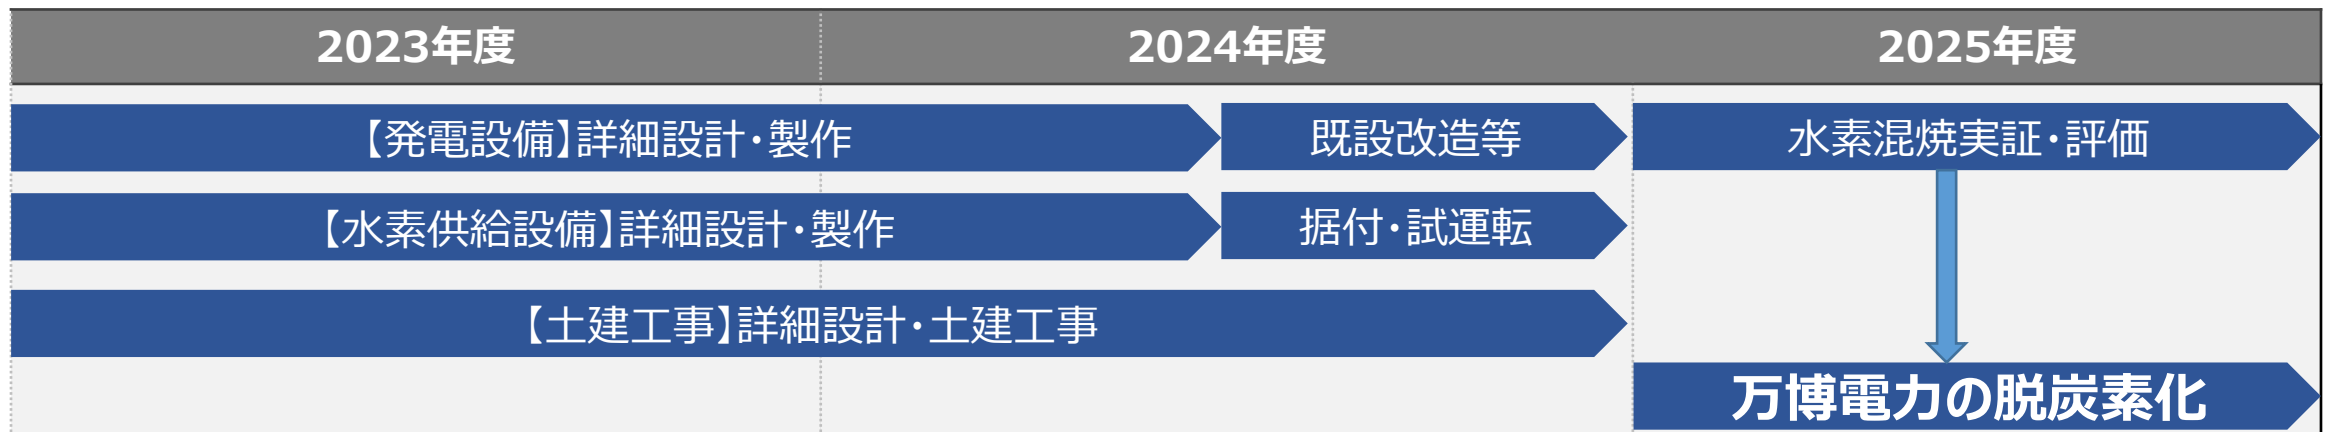 2023年度
2024年度
2025年度
【発電設備】詳細設計・製作
既設改造等
水素混焼実証・評価
【水素供給設備】詳細設計・製作
据付・試運転
【土建工事】詳細設計・土建工事
万博電力の脱炭素化